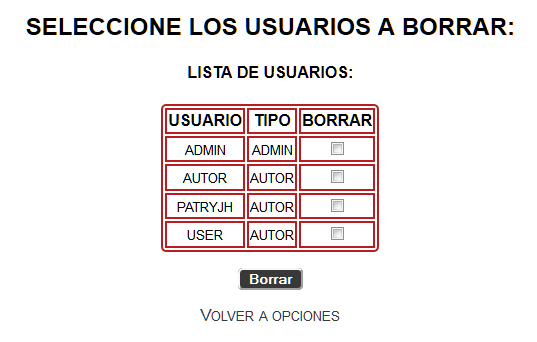 SELECCIONE LOS USUARIOS A BORRAR:
LISTA DE USUARIOS:
USUARIO TIPO BORRAR
ADMIN ADMIN
AUTOR AUTOR
PATRYJH AUTOR
USER AUTOR
Borrar
VOLVER A OPCIONES